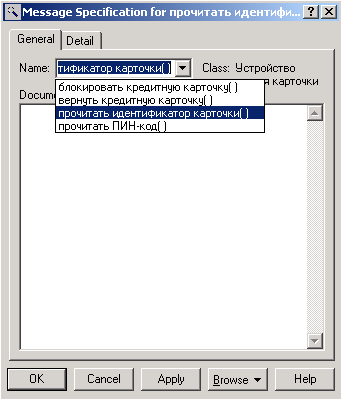 Message Specification for прочитать идентифи...
General
Detail
Name: тификатор карточки( ) Class: Устройство
я карточки
Docume
блокировать кредитную карточку( )
вернуть кредитную карточку( )
прочитать идентификатор карточки( )
прочитать ПИН-код( )
OK Cancel Apply Browse Help